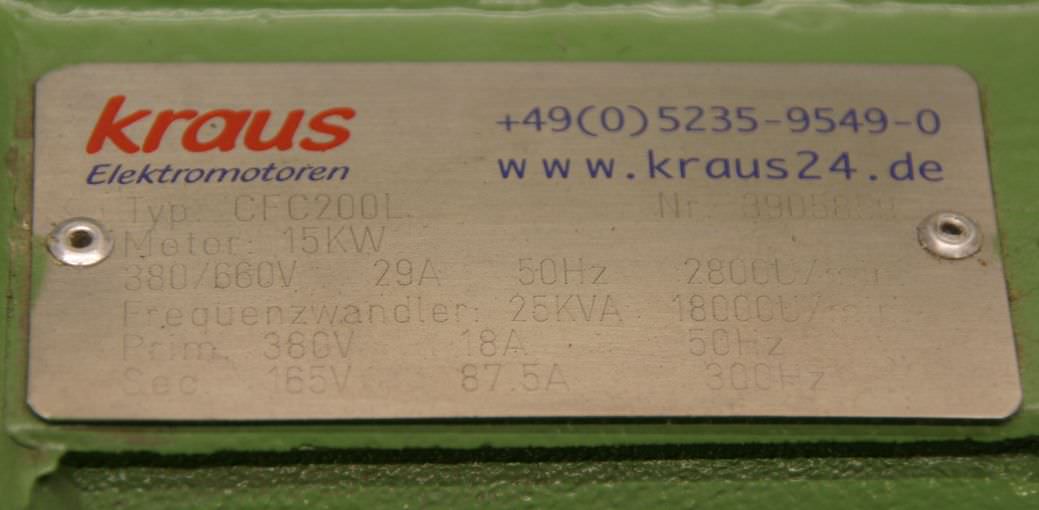 kraus
Elektromotoren
+49(0)5235-9549-0
www.kraus24.de
Typ: CFC200L Nr.
Motor: 15KW
380/660V 29A 50Hz 2800U/min
Frequenzwandler: 25KVA 18000U/min
Prim. 380V 18A 50Hz
Sec. 165V 87.5A 300Hz